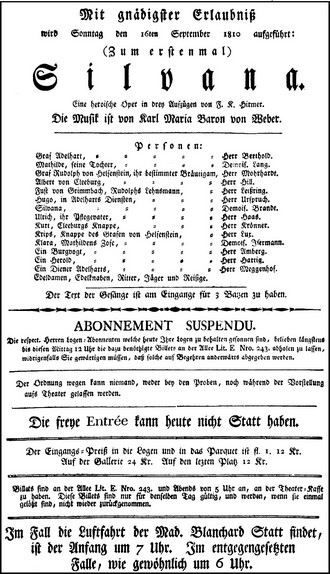 Mit gnädigster Erlaubniß
wird Sonntag den 16ten September 1810 aufgeführt:
(Zum erstenmal)
Silvana.
Eine heroische Oper in drey Aufzügen von F. K. Hiemer.
Die Musik ist von Karl Maria Baron von Weber.
Personen:
Graf Adelhart, Herr Berthold.
Mathilde, seine Tochter, Demois. Lang.
Graf Rudolph von Helfenstein, ihr bestimmter Bräutigam, Herr Mohrhardt.
Albert von Cleeburg, Herr Hill.
Fust von Grimmbach, Rudolphs Lehnsmann, Herr Leißring.
Hugo, in Adelharts Diensten, Herr Urspruch.
Silvana, Demois. Brandt.
Ulrich, ihr Pflegevater, Herr Haas.
Kurt, Cleeburgs Knappe, Herr Krönner.
Krips, Knappe des Grafen von Helfenstein, Herr Lux.
Klara, Mathildens Zofe, Demois. Isermann.
Ein Burgvogt, Herr Amberg.
Ein Herold, Herr Hartig.
Ein Diener Adelharts, Herr Meggenhof.
Edeldamen, Edelknaben, Ritter, Jäger und Reisige.
Der Text der Gesänge ist am Eingange für 3 Bazen zu haben.
ABONNEMENT SUSPENDU.
Die respect. Herren Logen-Abonnenten welche heute Ihre Logen zu behalten gesonnen sind, belieben längstens
bis diesen Mittag 12 Uhr die dazu benöthigte Billets an der Allee Lit. E. Nro. 243. abholen zu lassen,
widrigenfalls Sie gewärtigen müssen, daß solche auf Begehren anderwärts abgegeben werden.
Der Ordnung wegen kann niemand, weder bey den Proben, noch während der Vorstellung
aufs Theater gelassen werden.
Die freye Entrée kann heute nicht Statt haben.
Der Eingangs-Preiß in die Logen und in das Parquet ist fl. 1. 12 Kr.
Auf der Gallerie 24 Kr. Auf den lezten Platz 12 Kr.
Billets sind an der Allee Lit. E. Nro. 243. und Abends von 5 Uhr an, an der Theater-Kasse
zu haben. Diese Billets sind nur für denselben Tag gültig, und werden, wenn sie einmal
gelößt sind, nicht wieder zurückgenommen.
Im Fall die Luftfahrt der Mad. Blanchard Statt findet,
ist der Anfang um 7 Uhr. Im entgegengesetzten
Falle, wie gewöhnlich um 6 Uhr.